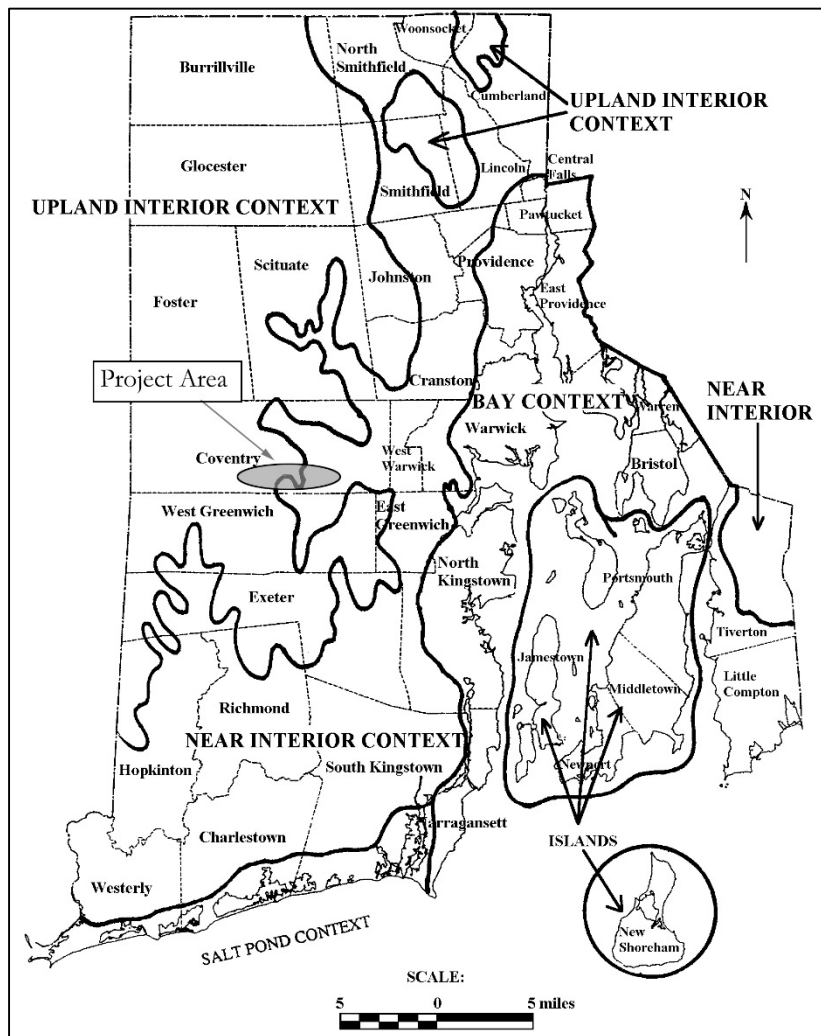 Woonsocket
North
Smithfield
Burrillville
Cumberland
UPLAND INTERIOR
CONTEXT
Glocester
Lincoln
Central
Falls
Smithfield
UPLAND INTERIOR CONTEXT
Pawtucket
N
Scituate
Johnston
Providence
Foster
East
Providence
Project Area
Cranston
NEAR
INTERIOR
BAY CONTEXT
Warren
Warwick
Coventry
West
Warwick
Bristol
West Greenwich
East
Greenwich
North
Kingstown
Portsmouth
Exeter
Tiverton
Jamestown
Middletown
Little
Compton
Richmond
NEAR INTERIOR CONTEXT
Hopkinton
South Kingstown
Newport
Narragansett
Charlestown
ISLANDS
Westerly
New
Shoreham
SALT POND CONTEXT
SCALE:
5 0 5 miles